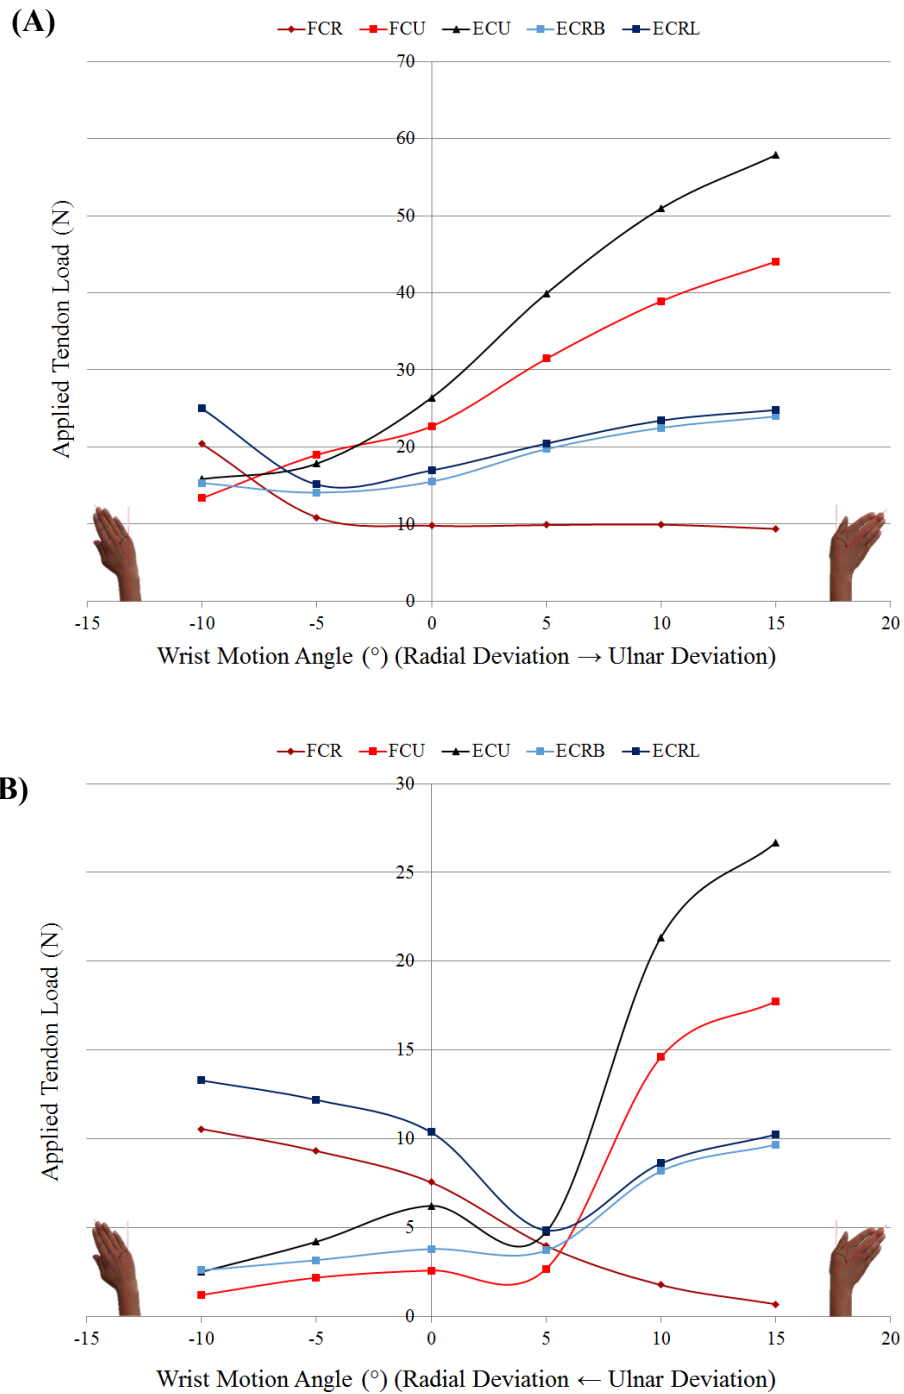 (A)
FCR FCU ECU ECRB ECRL
70
60
50
40
30
20
10
0
-15 -10 -5 0 5 10 15 20
Applied Tendon Load (N)
Wrist Motion Angle (°) (Radial Deviation → Ulnar Deviation)
B)
FCR FCU ECU ECRB ECRL
30
25
20
15
10
5
0
-15 -10 -5 0 5 10 15 20
Applied Tendon Load (N)
Wrist Motion Angle (°) (Radial Deviation ← Ulnar Deviation)